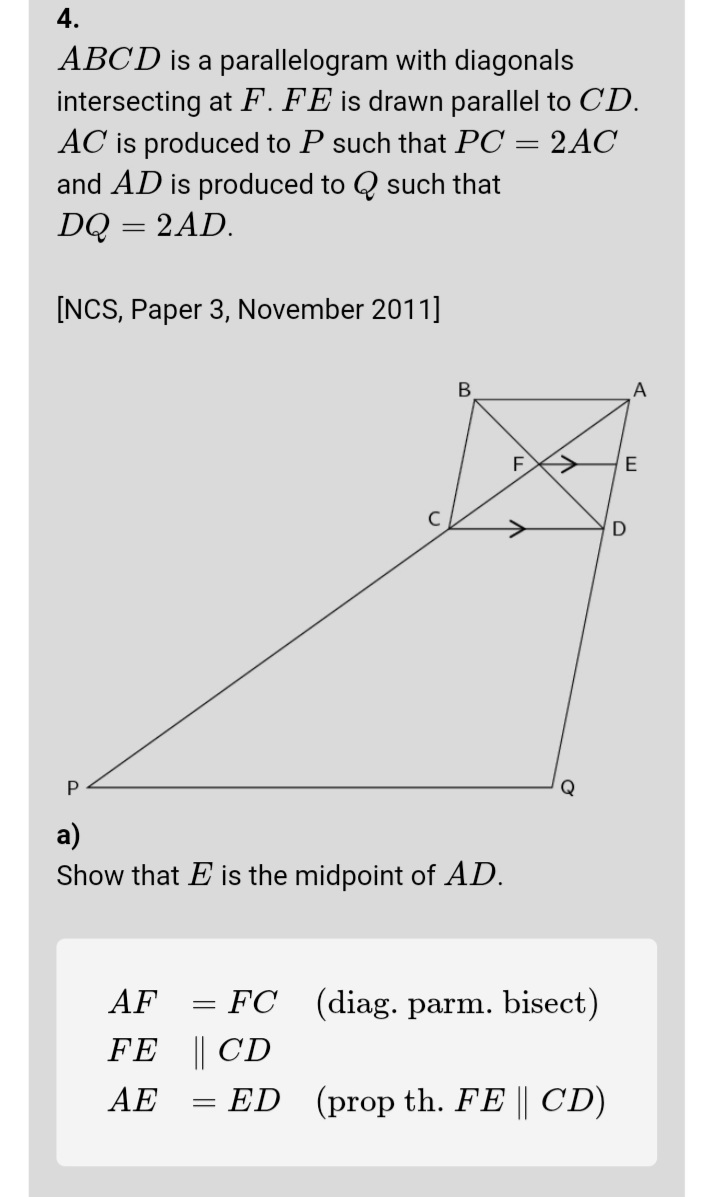 4.
ABCD is a parallelogram with diagonals
intersecting at F. FE is drawn parallel to CD.
AC is produced to P such that PC = 2AC
and AD is produced to Q such that
DQ = 2AD.
[NCS, Paper 3, November 2011]
B A
F E
C D
P Q
a)
Show that E is the midpoint of AD.
AF = FC (diag. parm. bisect)
FE ∥ CD
AE = ED (prop th. FE ∥ CD)